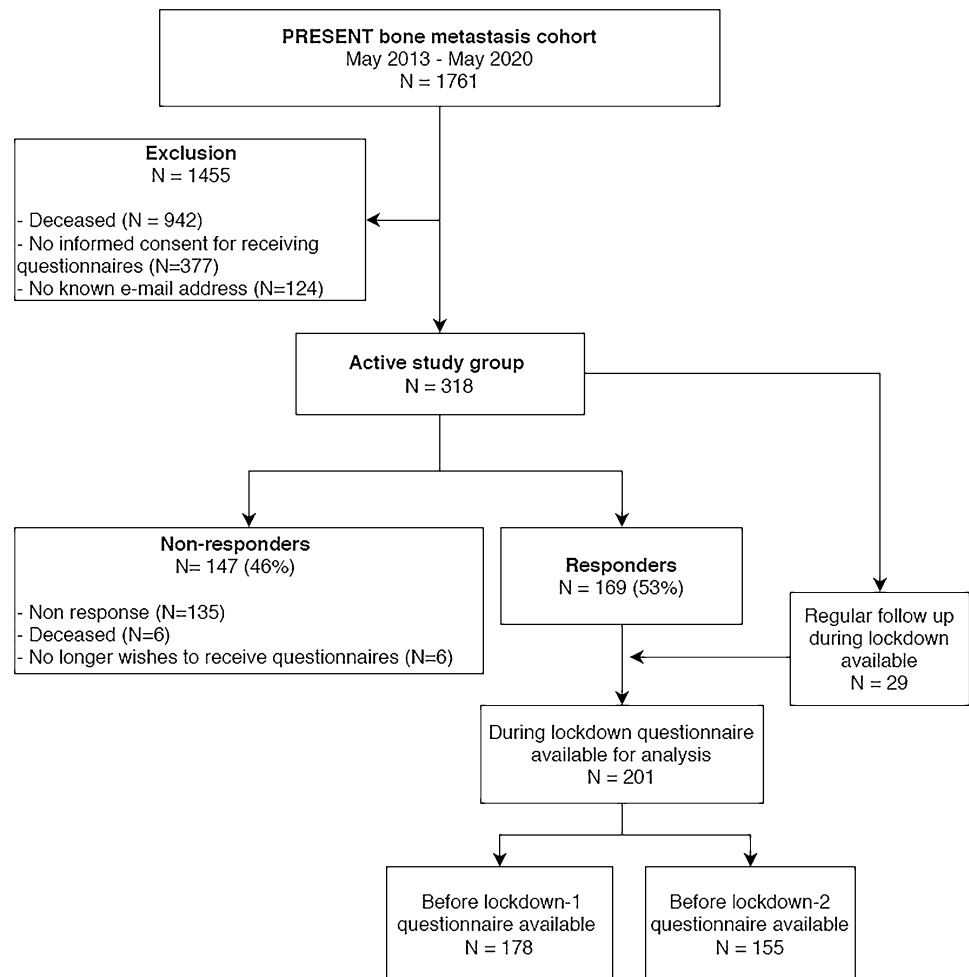 PRESENT bone metastasis cohort
May 2013 - May 2020
N = 1761
Exclusion
N = 1455
- Deceased (N = 942)
- No informed consent for receiving
questionnaires (N=377)
- No known e-mail address (N=124)
Active study group
N = 318
Non-responders
N= 147 (46%)
- Non response (N=135)
- Deceased (N=6)
- No longer wishes to receive questionnaires (N=6)
Responders
N = 169 (53%)
Regular follow up
during lockdown
available
N = 29
During lockdown questionnaire
available for analysis
N = 201
Before lockdown-1
questionnaire available
N = 178
Before lockdown-2
questionnaire available
N = 155